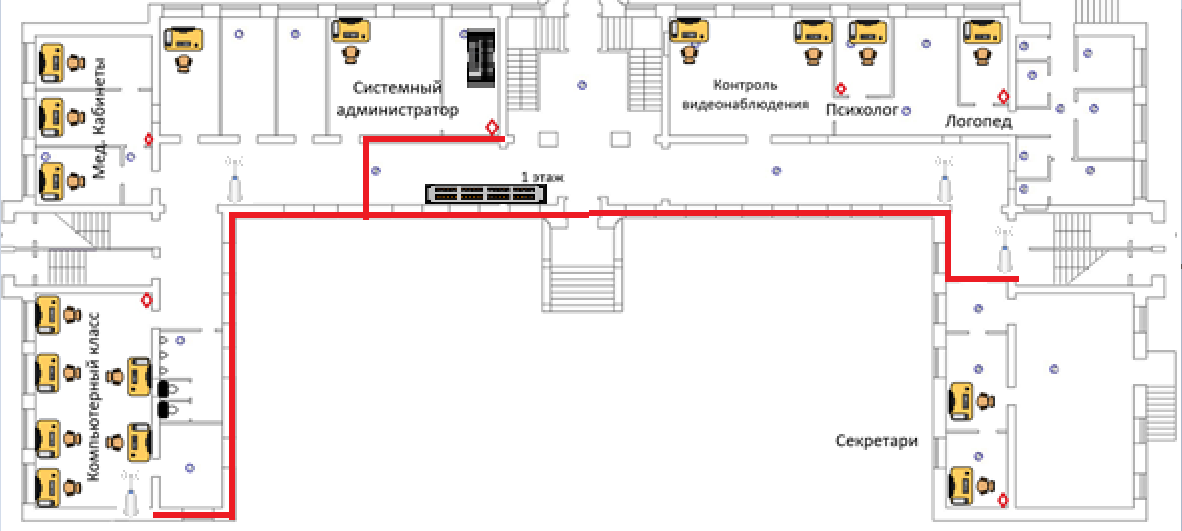 Мед. Кабинеты
Системный
администратор
Контроль
видеонаблюдения
Психолог
Логопед
1 этаж
Компьютерный класс
Секретари